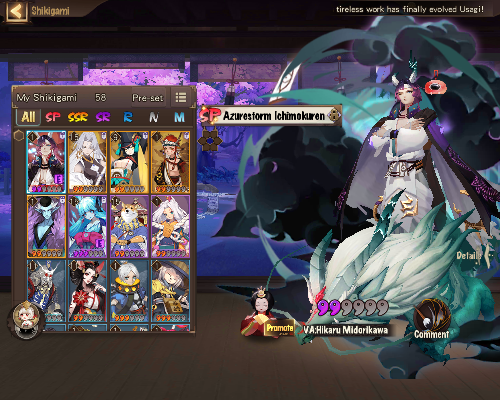 Shikigami
tireless work has finally evolved Usagi!
My Shikigami 58 Pre-set
All SP SSR SR R N M
SP Azurestorm Ichimokuren
Details
Promote
VA:Hikaru Midorikawa
Comment